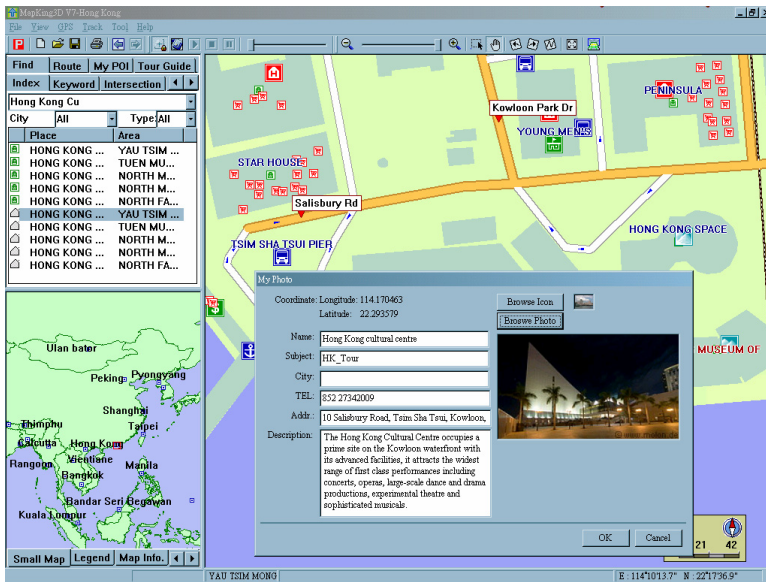 MapKing3D V7-Hong Kong
File View GPS Track Tool Help
Find Route My POI Tour Guide
Index Keyword Intersection
Hong Kong Cu
City All Type: All
Place Area
HONG KONG ... YAU TSIM ...
HONG KONG ... TUEN MU...
HONG KONG ... NORTH M...
HONG KONG ... NORTH M...
HONG KONG ... NORTH FA...
HONG KONG ... YAU TSIM ...
HONG KONG ... TUEN MU...
HONG KONG ... NORTH M...
HONG KONG ... NORTH M...
HONG KONG ... NORTH FA...
Ulan bator
Peking
Pyongyang
Shanghai
Thimphu
Taipei
Calcutta
Hong Kong
Rangoon
Vientiane
Manila
Bangkok
Bandar Seri Begawan
Kuala Lumpur
Small Map Legend Map Info.
PENINSULA
Kowloon Park Dr
YOUNG MENS
STAR HOUSE
Salisbury Rd
TSIM SHA TSUI PIER
HONG KONG SPACE
MUSEUM OF
My Photo
Coordinate: Longitude: 114.170463
Latitude: 22.293579
Browse Icon
Broswe Photo
Name: Hong Kong cultural centre
Subject: HK_Tour
City:
TEL: 852 27342009
Addr.: 10 Salisbury Road, Tsim Sha Tsui, Kowloon,
Description: The Hong Kong Cultural Centre occupies a
prime site on the Kowloon waterfront with
its advanced facilities, it attracts the widest
range of first class performances including
concerts, operas, large-scale dance and drama
productions, experimental theatre and
sophisticated musicals.
OK Cancel
21 42
YAU TSIM MONG
E : 114°10'13.7" N : 22°17'36.9"